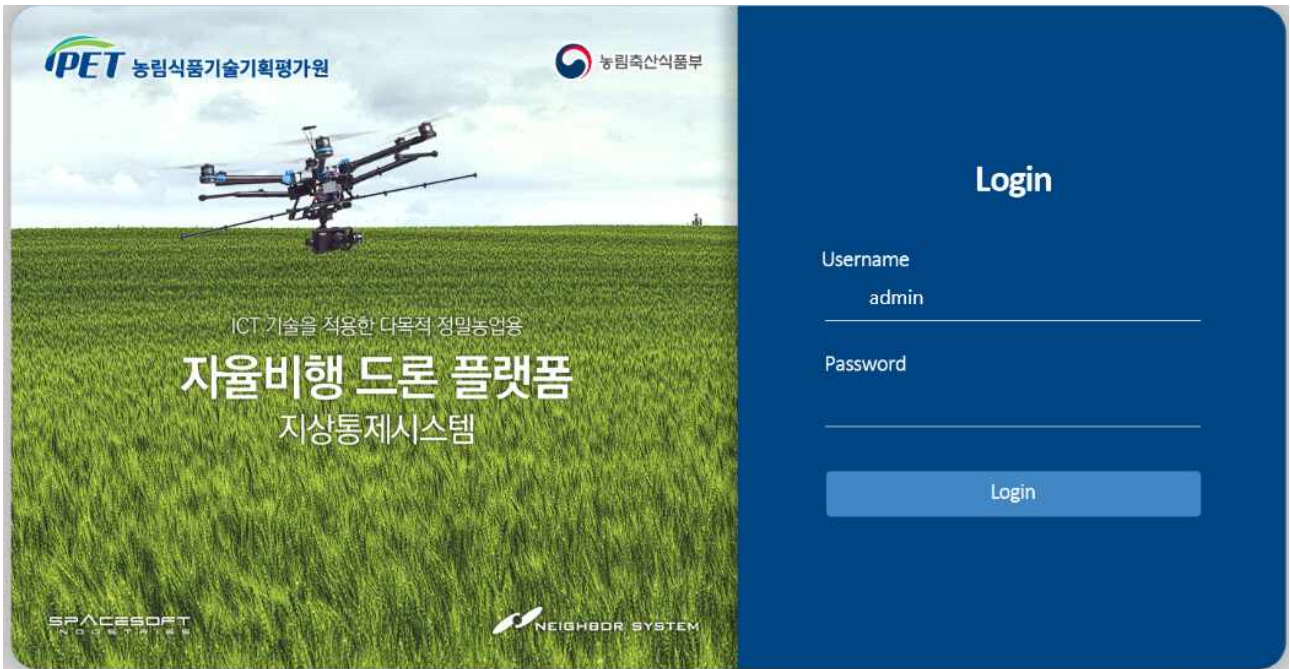 iPET 농림식품기술기획평가원
농림축산식품부
ICT 기술을 적용한 다목적 정밀농업용
자율비행 드론 플랫폼
지상통제시스템
SPACESOFT
INDUSTRIES
NEIGHBOR SYSTEM
Login
Username
admin
Password
Login